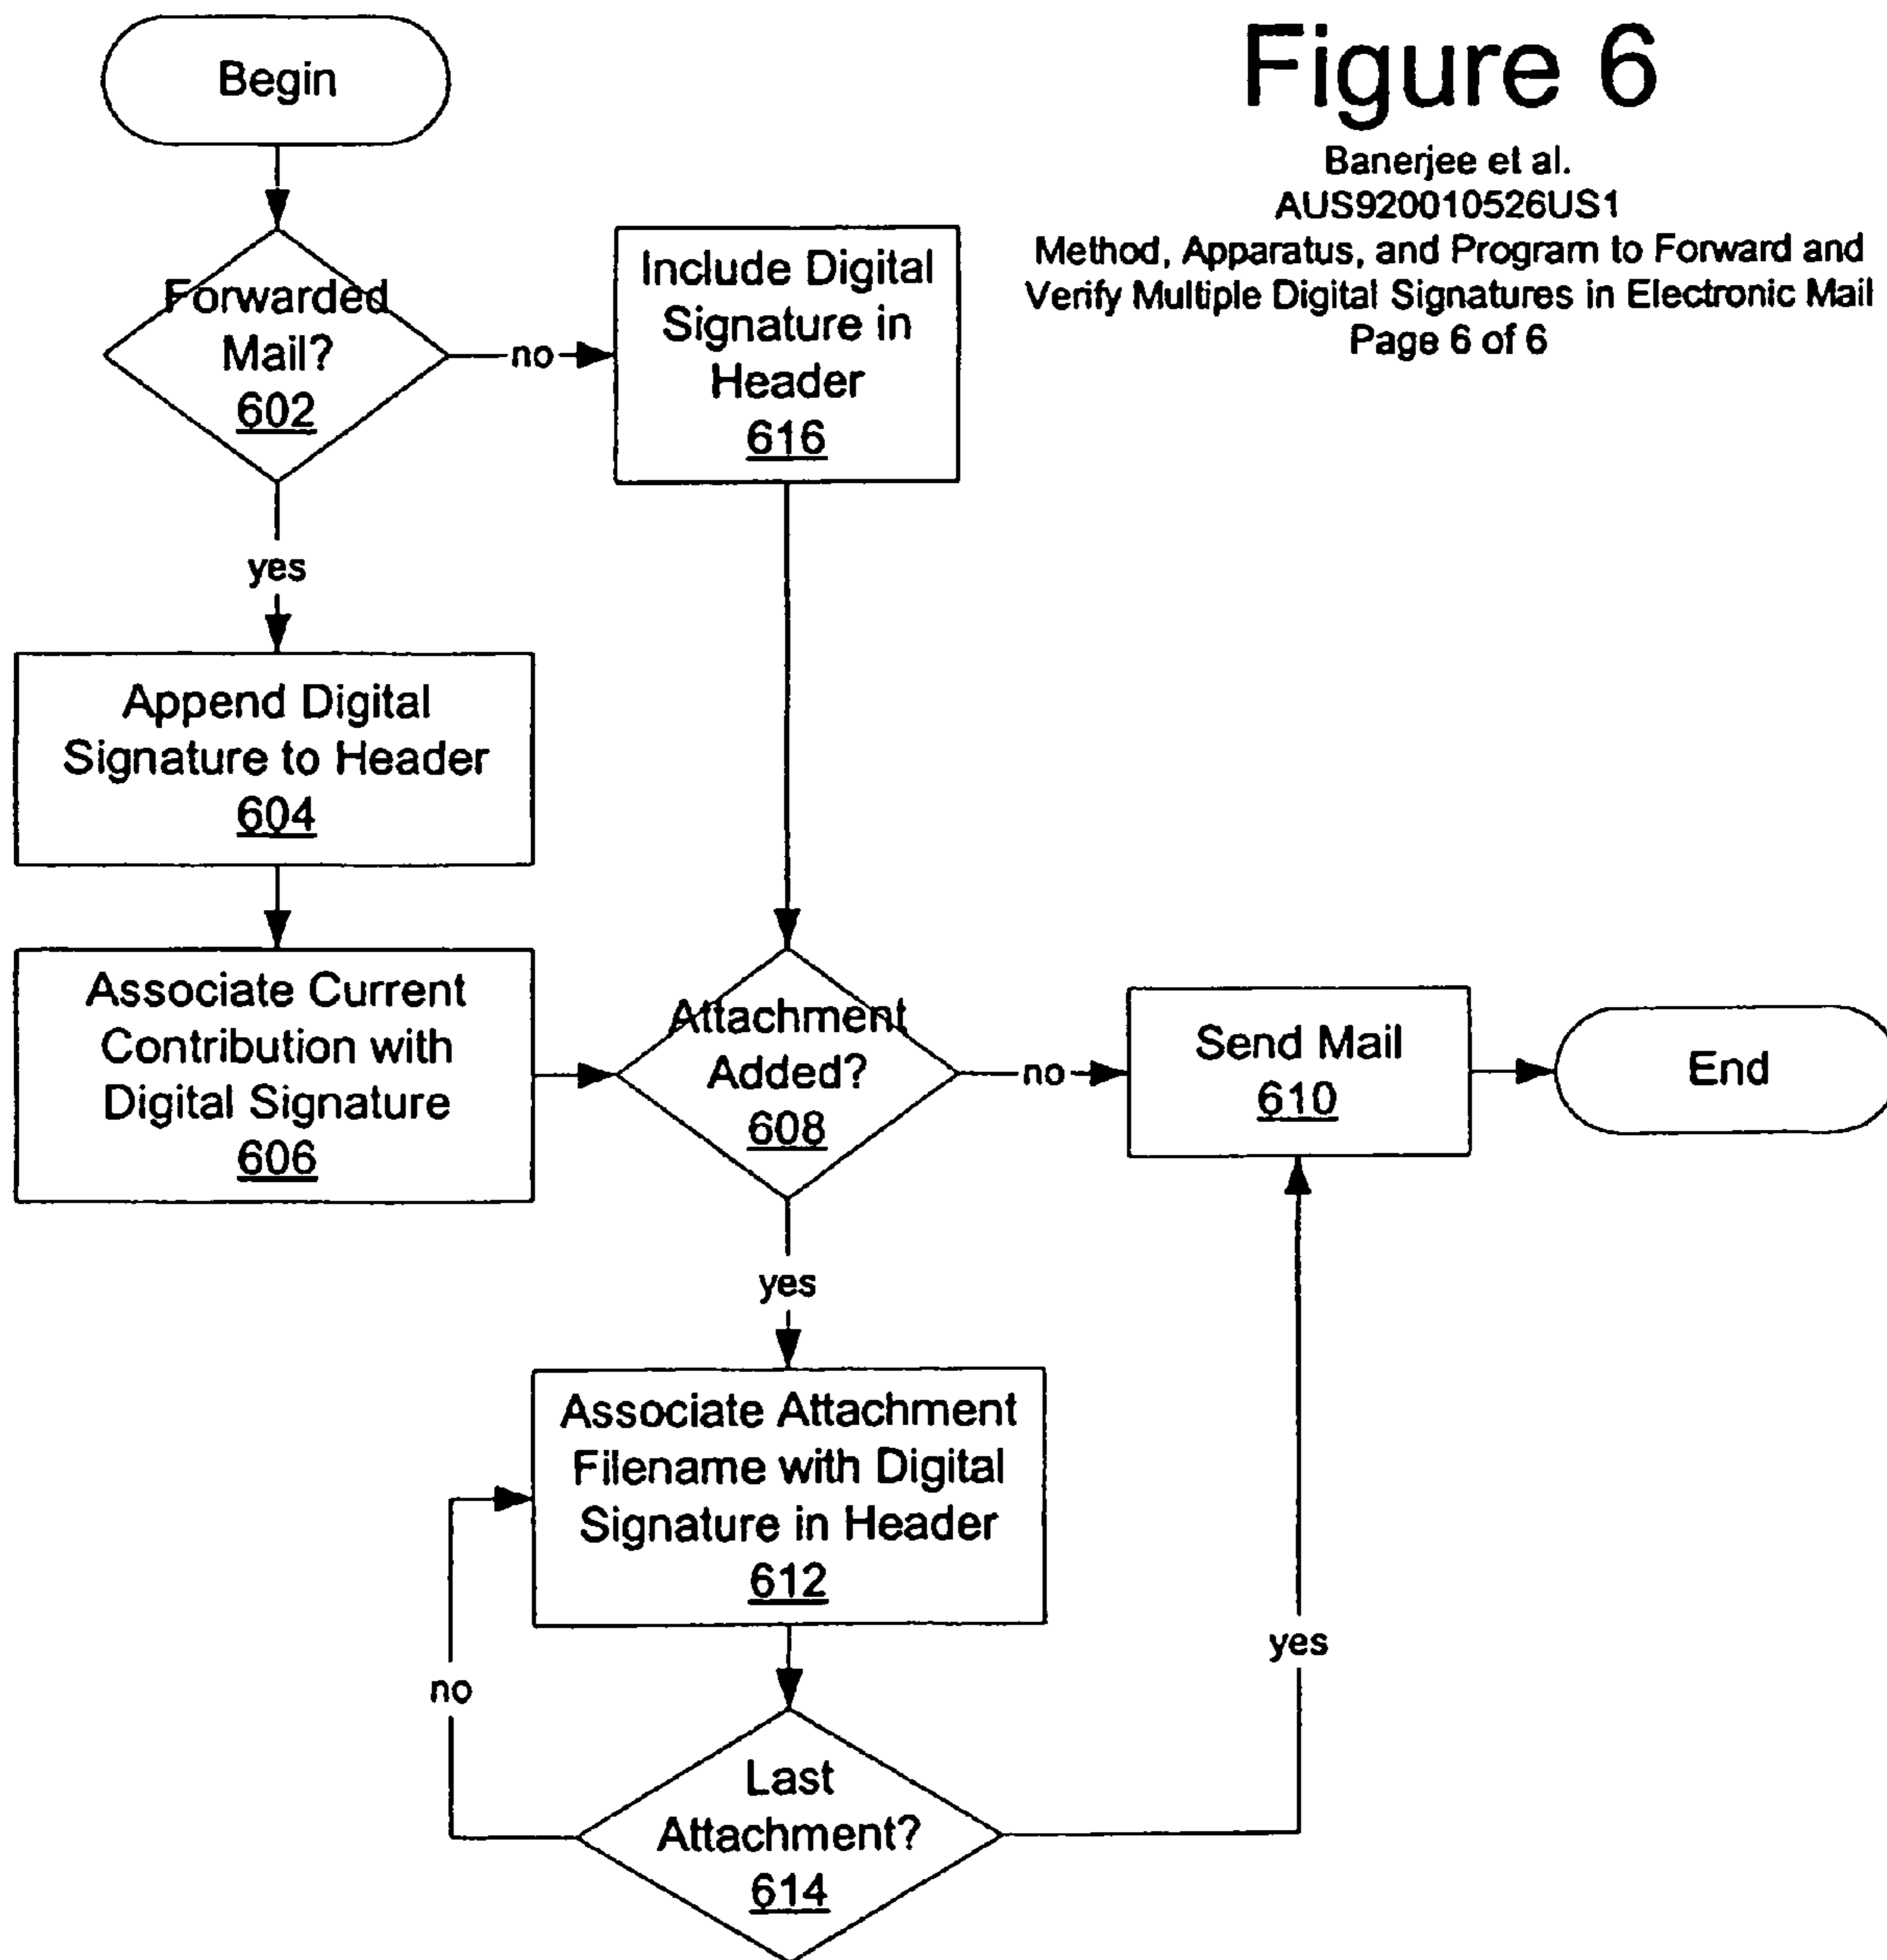 Figure 6
Banerjee et al.
AUS920010526US1
Method, Apparatus, and Program to Forward and
Verify Multiple Digital Signatures in Electronic Mail
Page 6 of 6
Begin
Forwarded
Mail?
602
no
Include Digital
Signature in
Header
616
yes
Append Digital
Signature to Header
604
Associate Current
Contribution with
Digital Signature
606
Attachment
Added?
608
no
Send Mail
610
End
yes
Associate Attachment
Filename with Digital
Signature in Header
612
no
yes
Last
Attachment?
614